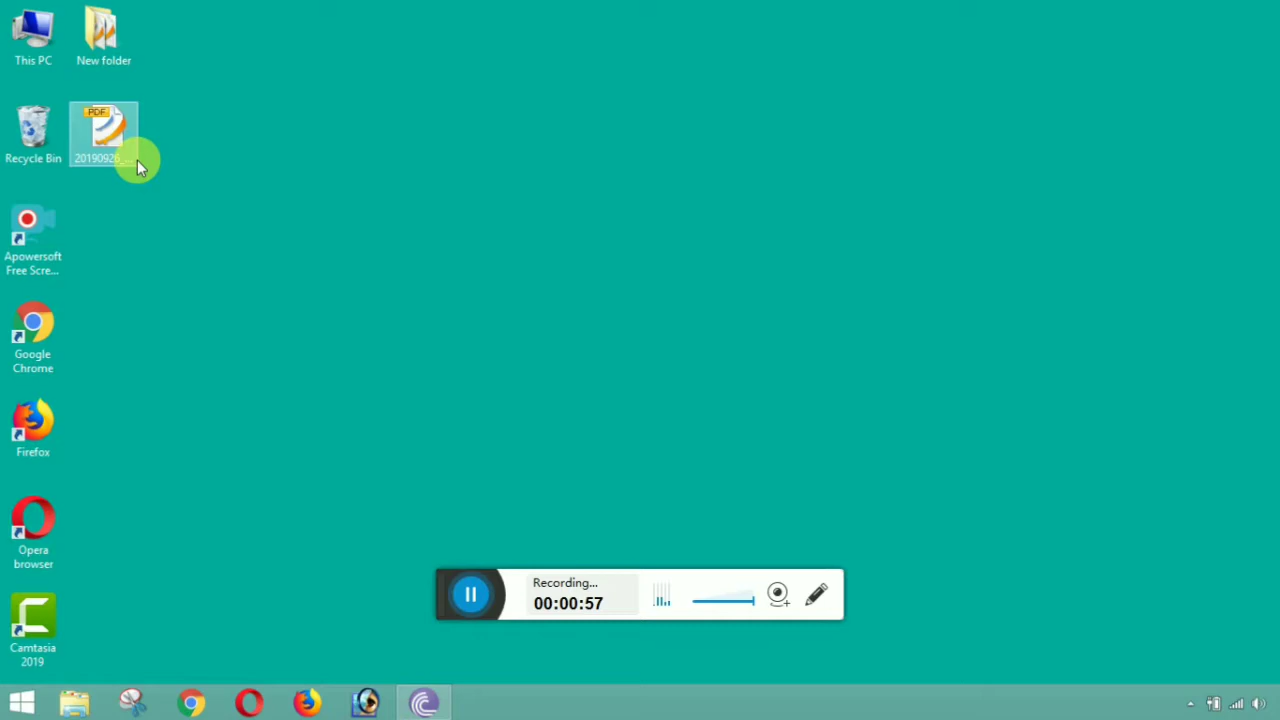 This PC
New folder
PDF
Recycle Bin
20190926_...
Apowersoft
Free Scre...
Google
Chrome
Firefox
Opera
browser
Recording...
00:00:57
Camtasia
2019